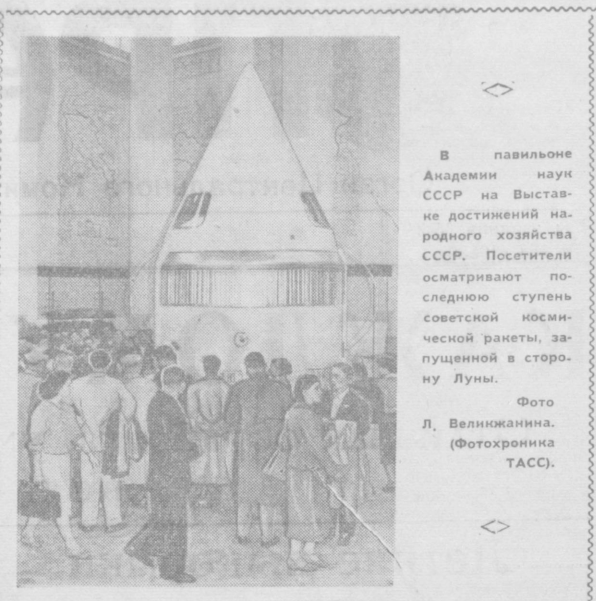 В павильоне
Академии наук
СССР на Выстав-
ке достижений на-
родного хозяйства
СССР. Посетители
осматривают по-
следнюю ступень
советской косми-
ческой ракеты, за-
пущенной в сторо-
ну Луны.
Фото
Л. Великжанина.
(Фотохроника
ТАСС).